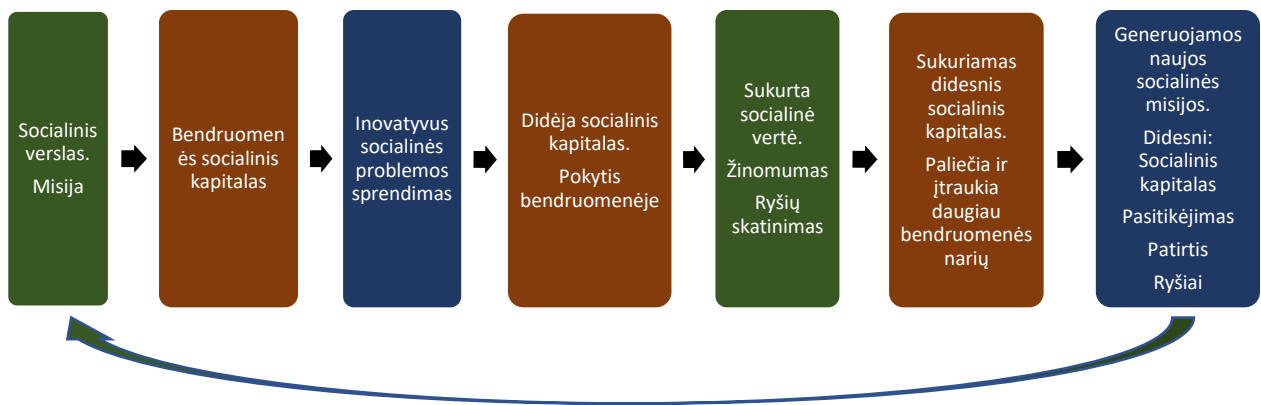 Socialinis
verslas.
Misija
Bendruomen
ės socialinis
kapitalas
Inovatyvus
socialinės
problemos
sprendimas
Didėja socialinis
kapitalas.
Pokytis
bendruomenėje
Sukurta
socialinė
vertė.
Žinomumas
Ryšių
skatinimas
Sukuriamas
didesnis
socialinis
kapitalas.
Paliečia ir
įtraukia
daugiau
bendruomenės
narių
Generuojamos
naujos
socialinės
misijos.
Didesni:
Socialinis
kapitalas
Pasitikėjimas
Patirtis
Ryšiai